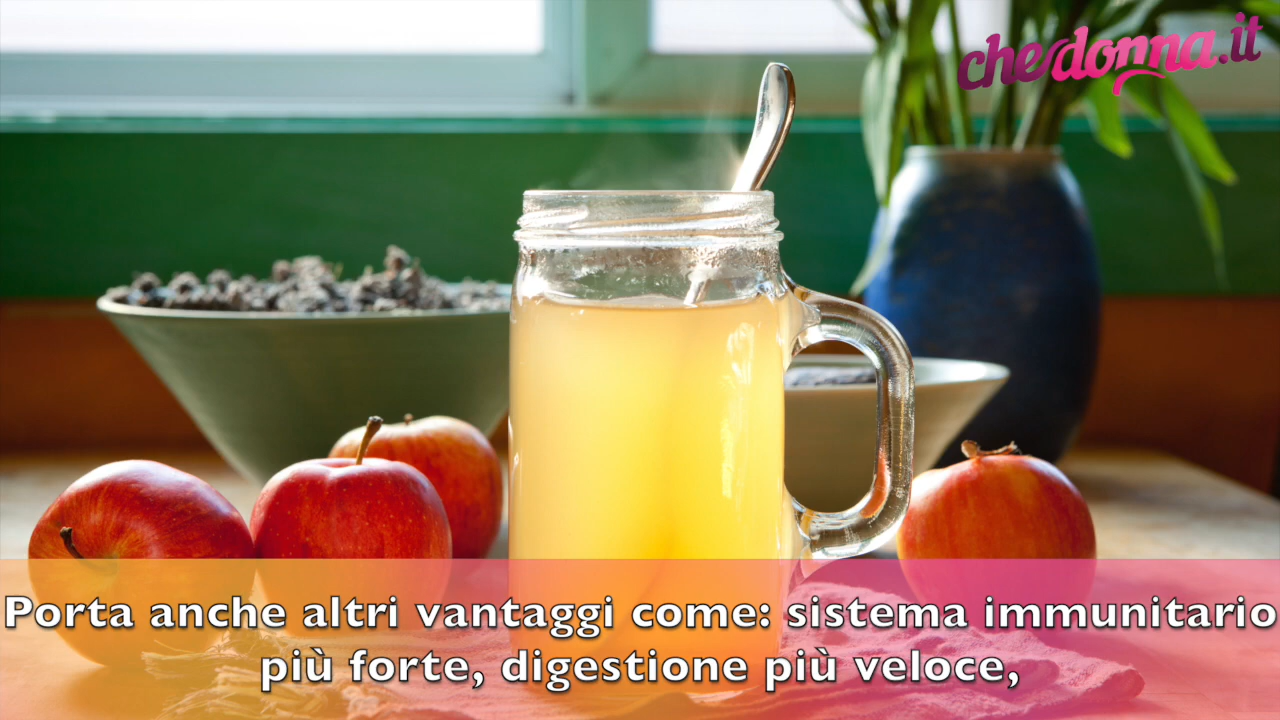 chedonna.it
Porta anche altri vantaggi come: sistema immunitario
più forte, digestione più veloce,